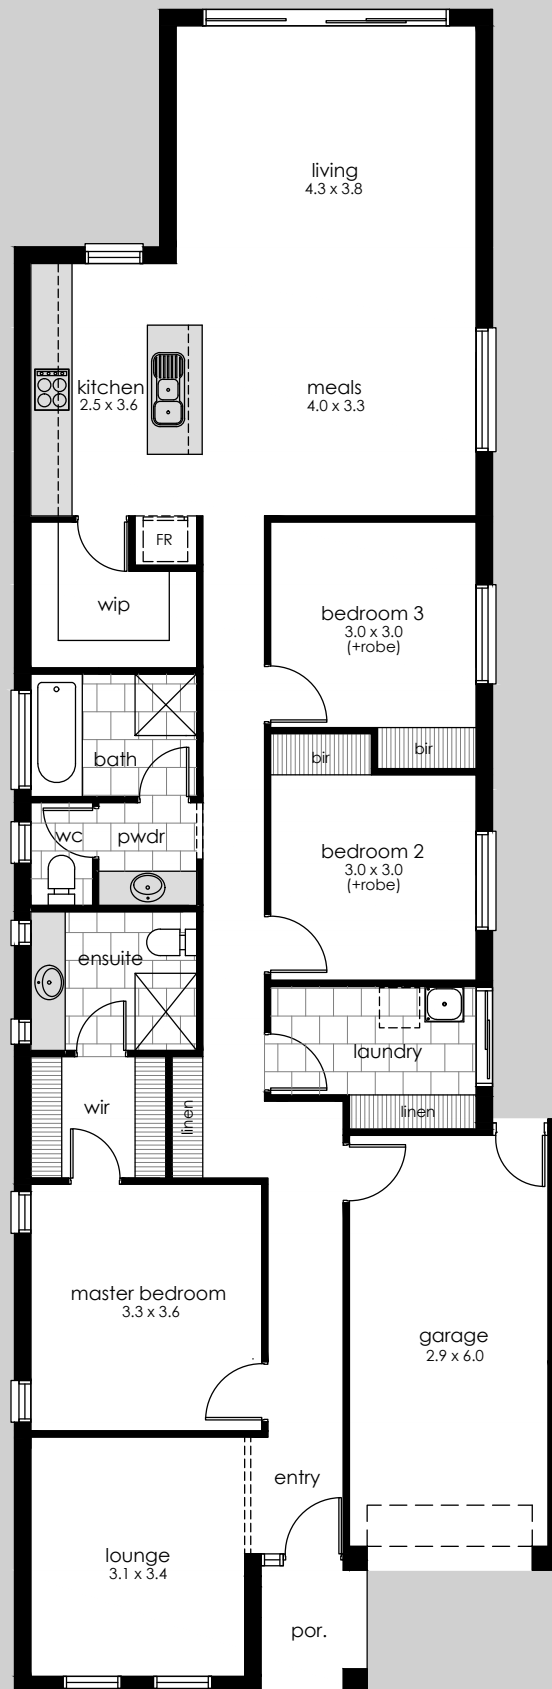 living
4.3 x 3.8
kitchen
2.5 x 3.6
meals
4.0 x 3.3
FR
wip
bedroom 3
3.0 x 3.0
(+robe)
bir
bir
bath
wc
pwdr
bedroom 2
3.0 x 3.0
(+robe)
ensuite
laundry
wir
linen
linen
master bedroom
3.3 x 3.6
garage
2.9 x 6.0
entry
lounge
3.1 x 3.4
por.